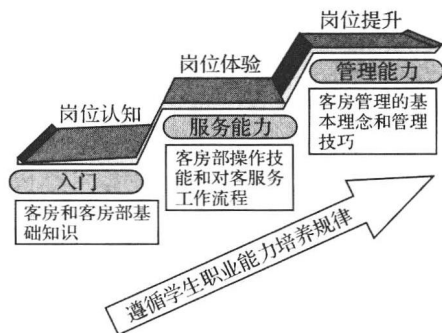 岗位提升
管理能力
客房管理的基
本理念和管理
技巧
岗位体验
服务能力
客房部操作技
能和对客服务
工作流程
岗位认知
入门
客房和客房部基
础知识
遵循学生职业能力培养规律